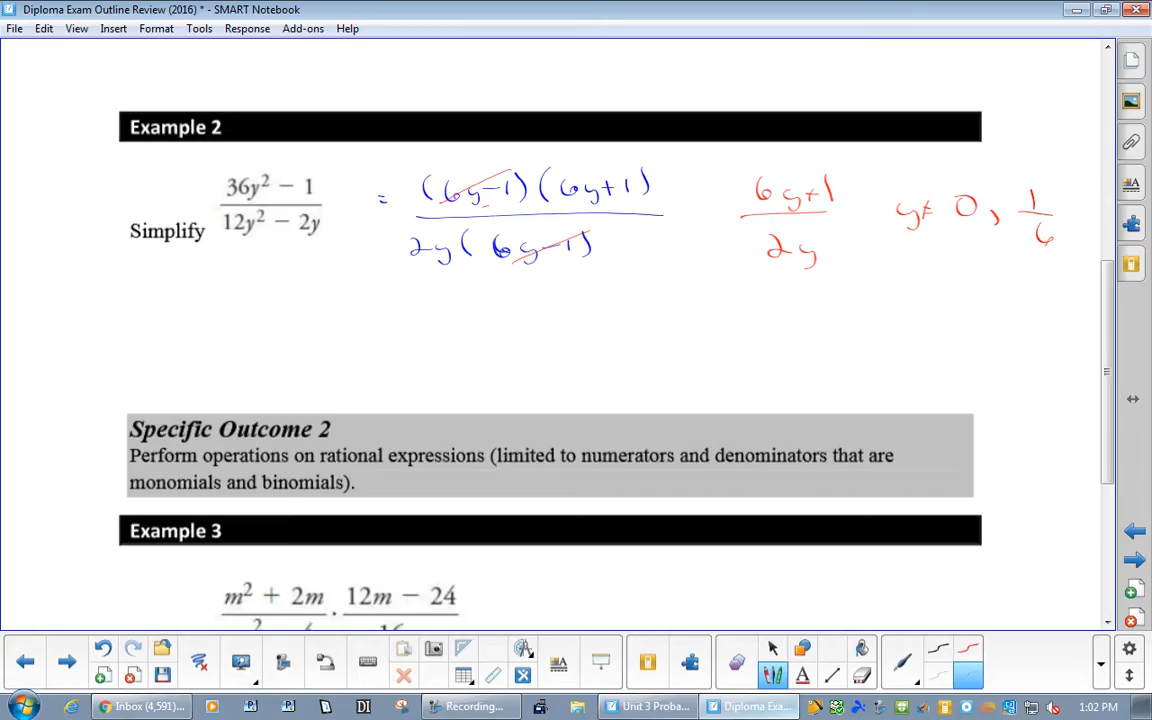 Diploma Exam Outline Review (2016) * - SMART Notebook
File Edit View Insert Format Tools Response Add-ons Help
Example 2
Simplify 36y² − 1 / 12y² − 2y = (6y−1)(6y+1) / 2y(6y−1) 6y+1 / 2y y≠ 0, 1/6
Specific Outcome 2
Perform operations on rational expressions (limited to numerators and denominators that are
monomials and binomials).
Example 3
m² + 2m · 12m − 24
Inbox (4,591)... Recording... Unit 3 Proba... Diploma Exa... 1:02 PM